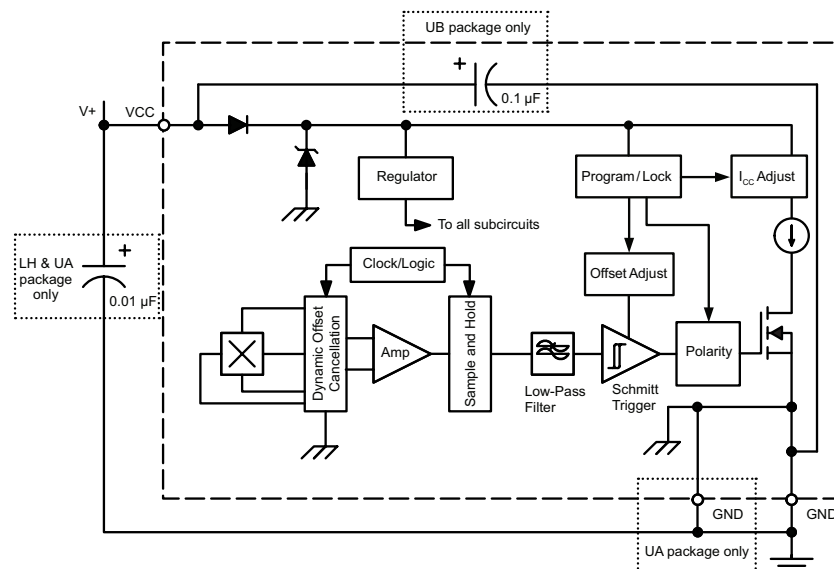 UB package only
+
0.1 µF
V+
VCC
Regulator
Program/Lock
ICC Adjust
To all subcircuits
LH & UA
package
only
+
0.01 µF
Clock/Logic
Offset Adjust
Dynamic Offset
Cancellation
Amp
Sample and Hold
Polarity
Low-Pass
Filter
Schmitt
Trigger
GND
GND
UA package only